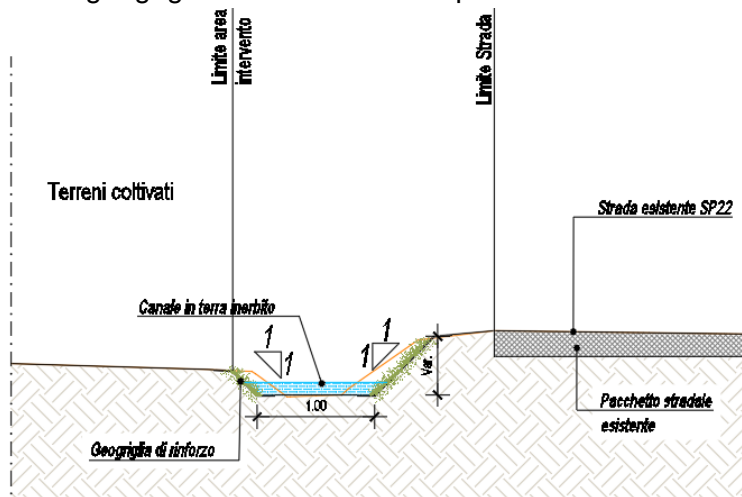 Limite area
intervento
Limite Strada
Terreni coltivati
Strada esistente SP22
Canale in terra inerbito
1
1
1
1
Var.
1.00
Pacchetto stradale
esistente
Geogriglia di rinforzo